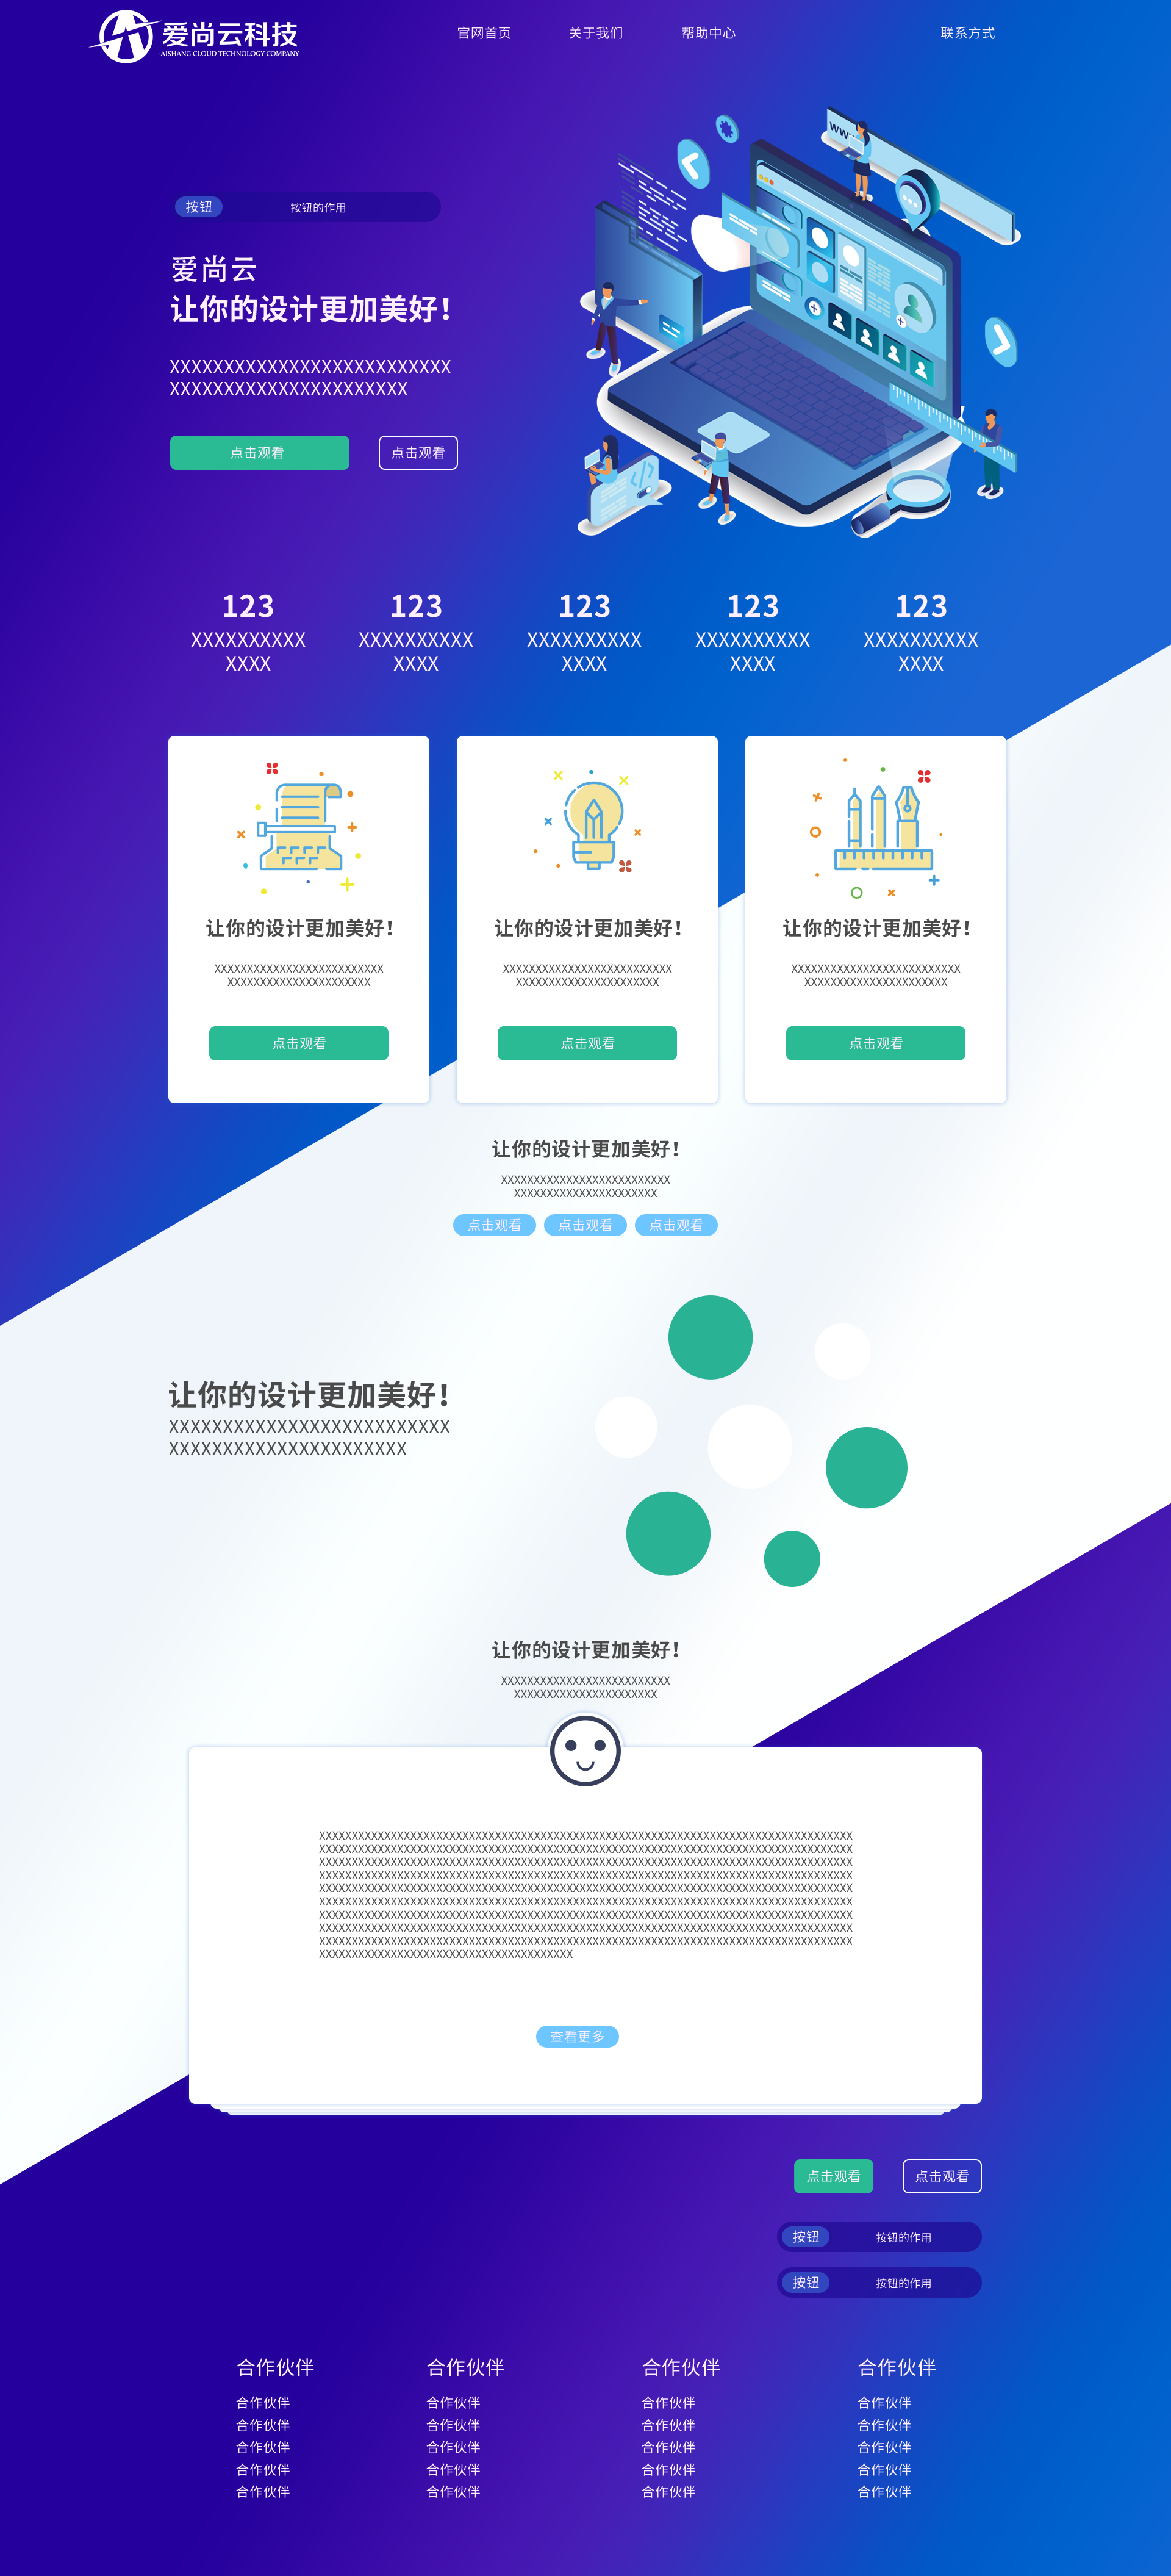 爱尚云科技
AISHANG CLOUD TECHNOLOGY COMPANY
官网首页 关于我们 帮助中心 联系方式
按钮 按钮的作用
爱尚云
让你的设计更加美好！
XXXXXXXXXXXXXXXXXXXXXXXXXX
XXXXXXXXXXXXXXXXXXXXXX
点击观看 点击观看
123 123 123 123 123
XXXXXXXXXX XXXXXXXXXX XXXXXXXXXX XXXXXXXXXX XXXXXXXXXX
XXXX XXXX XXXX XXXX XXXX
让你的设计更加美好！ 让你的设计更加美好！ 让你的设计更加美好！
XXXXXXXXXXXXXXXXXXXXXXXXXX XXXXXXXXXXXXXXXXXXXXXXXXXX XXXXXXXXXXXXXXXXXXXXXXXXXX
XXXXXXXXXXXXXXXXXXXXXX XXXXXXXXXXXXXXXXXXXXXX XXXXXXXXXXXXXXXXXXXXXX
点击观看 点击观看 点击观看
让你的设计更加美好！
XXXXXXXXXXXXXXXXXXXXXXXXXX
XXXXXXXXXXXXXXXXXXXXXX
点击观看 点击观看 点击观看
让你的设计更加美好！
XXXXXXXXXXXXXXXXXXXXXXXXXX
XXXXXXXXXXXXXXXXXXXXXX
让你的设计更加美好！
XXXXXXXXXXXXXXXXXXXXXXXXXX
XXXXXXXXXXXXXXXXXXXXXX
XXXXXXXXXXXXXXXXXXXXXXXXXXXXXXXXXXXXXXXXXXXXXXXXXXXXXXXXXXXXXXXXXXXXXXXXXXXXXXXXXX
XXXXXXXXXXXXXXXXXXXXXXXXXXXXXXXXXXXXXXXXXXXXXXXXXXXXXXXXXXXXXXXXXXXXXXXXXXXXXXXXXX
XXXXXXXXXXXXXXXXXXXXXXXXXXXXXXXXXXXXXXXXXXXXXXXXXXXXXXXXXXXXXXXXXXXXXXXXXXXXXXXXXX
XXXXXXXXXXXXXXXXXXXXXXXXXXXXXXXXXXXXXXXXXXXXXXXXXXXXXXXXXXXXXXXXXXXXXXXXXXXXXXXXXX
XXXXXXXXXXXXXXXXXXXXXXXXXXXXXXXXXXXXXXXXXXXXXXXXXXXXXXXXXXXXXXXXXXXXXXXXXXXXXXXXXX
XXXXXXXXXXXXXXXXXXXXXXXXXXXXXXXXXXXXXXXXXXXXXXXXXXXXXXXXXXXXXXXXXXXXXXXXXXXXXXXXXX
XXXXXXXXXXXXXXXXXXXXXXXXXXXXXXXXXXXXXXXXXXXXXXXXXXXXXXXXXXXXXXXXXXXXXXXXXXXXXXXXXX
XXXXXXXXXXXXXXXXXXXXXXXXXXXXXXXXXXXXXXXXXXXXXXXXXXXXXXXXXXXXXXXXXXXXXXXXXXXXXXXXXX
XXXXXXXXXXXXXXXXXXXXXXXXXXXXXXXXXXXXXXXXXXXXXXXXXXXXXXXXXXXXXXXXXXXXXXXXXXXXXXXXXX
XXXXXXXXXXXXXXXXXXXXXXXXXXXXXXXXXXXXXXX
查看更多
点击观看 点击观看
按钮 按钮的作用
按钮 按钮的作用
合作伙伴 合作伙伴 合作伙伴 合作伙伴
合作伙伴 合作伙伴 合作伙伴 合作伙伴
合作伙伴 合作伙伴 合作伙伴 合作伙伴
合作伙伴 合作伙伴 合作伙伴 合作伙伴
合作伙伴 合作伙伴 合作伙伴 合作伙伴
合作伙伴 合作伙伴 合作伙伴 合作伙伴